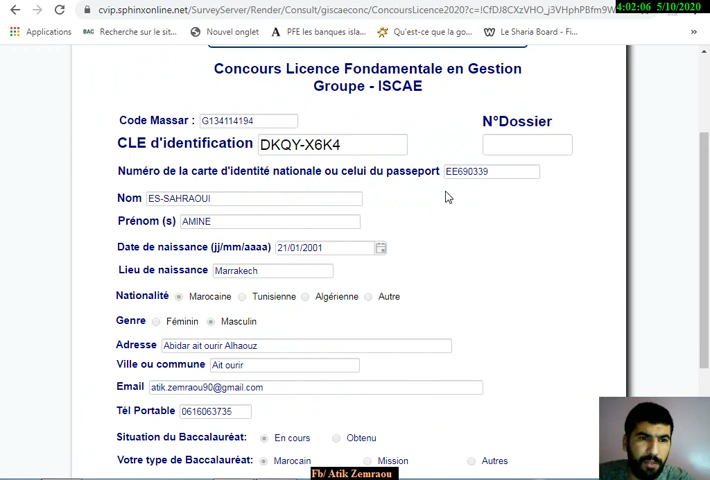 4:02:06 5/10/2020
cvip.sphinxonline.net/SurveyServer/Render/Consult/giscaeconc/ConcoursLicence2020?c=
Applications BAC Recherche sur le sit... Nouvel onglet A PFE les banques isla... Qu'est-ce que la go... Le Sharia Board - Fi...
Concours Licence Fondamentale en Gestion
Groupe - ISCAE
Code Massar : G134114194
CLE d'identification DKQY-X6K4 N°Dossier
Numéro de la carte d'identité nationale ou celui du passeport EE690339
Nom ES-SAHRAOUI
Prénom (s) AMINE
Date de naissance (jj/mm/aaaa) 21/01/2001
Lieu de naissance Marrakech
Nationalité Marocaine Tunisienne Algérienne Autre
Genre Féminin Masculin
Adresse Abidar ait ourir Alhaouz
Ville ou commune Ait ourir
Email atik.zemraou90@gmail.com
Tél Portable 0616063735
Situation du Baccalauréat: En cours Obtenu
Votre type de Baccalauréat: Marocain Mission Autres
Fb/ Atik Zemraou